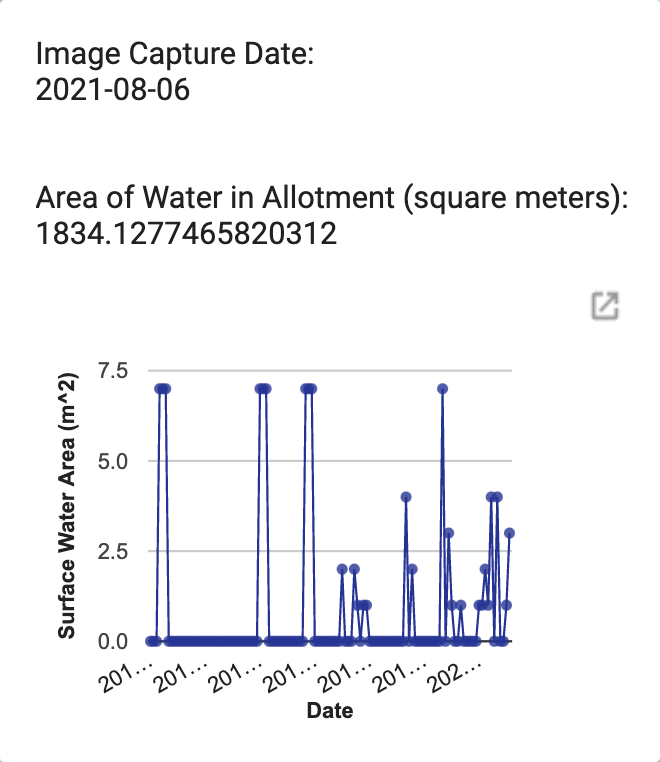 Image Capture Date:
2021-08-06
Area of Water in Allotment (square meters):
1834.1277465820312
Surface Water Area (m^2)
7.5
5.0
2.5
0.0
201... 201... 201... 201... 201... 201... 202...
Date